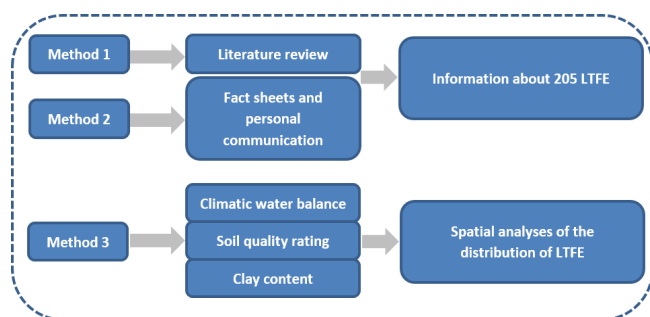 Method 1
Literature review
Information about 205 LTFE
Method 2
Fact sheets and
personal
communication
Method 3
Climatic water balance
Soil quality rating
Clay content
Spatial analyses of the
distribution of LTFE